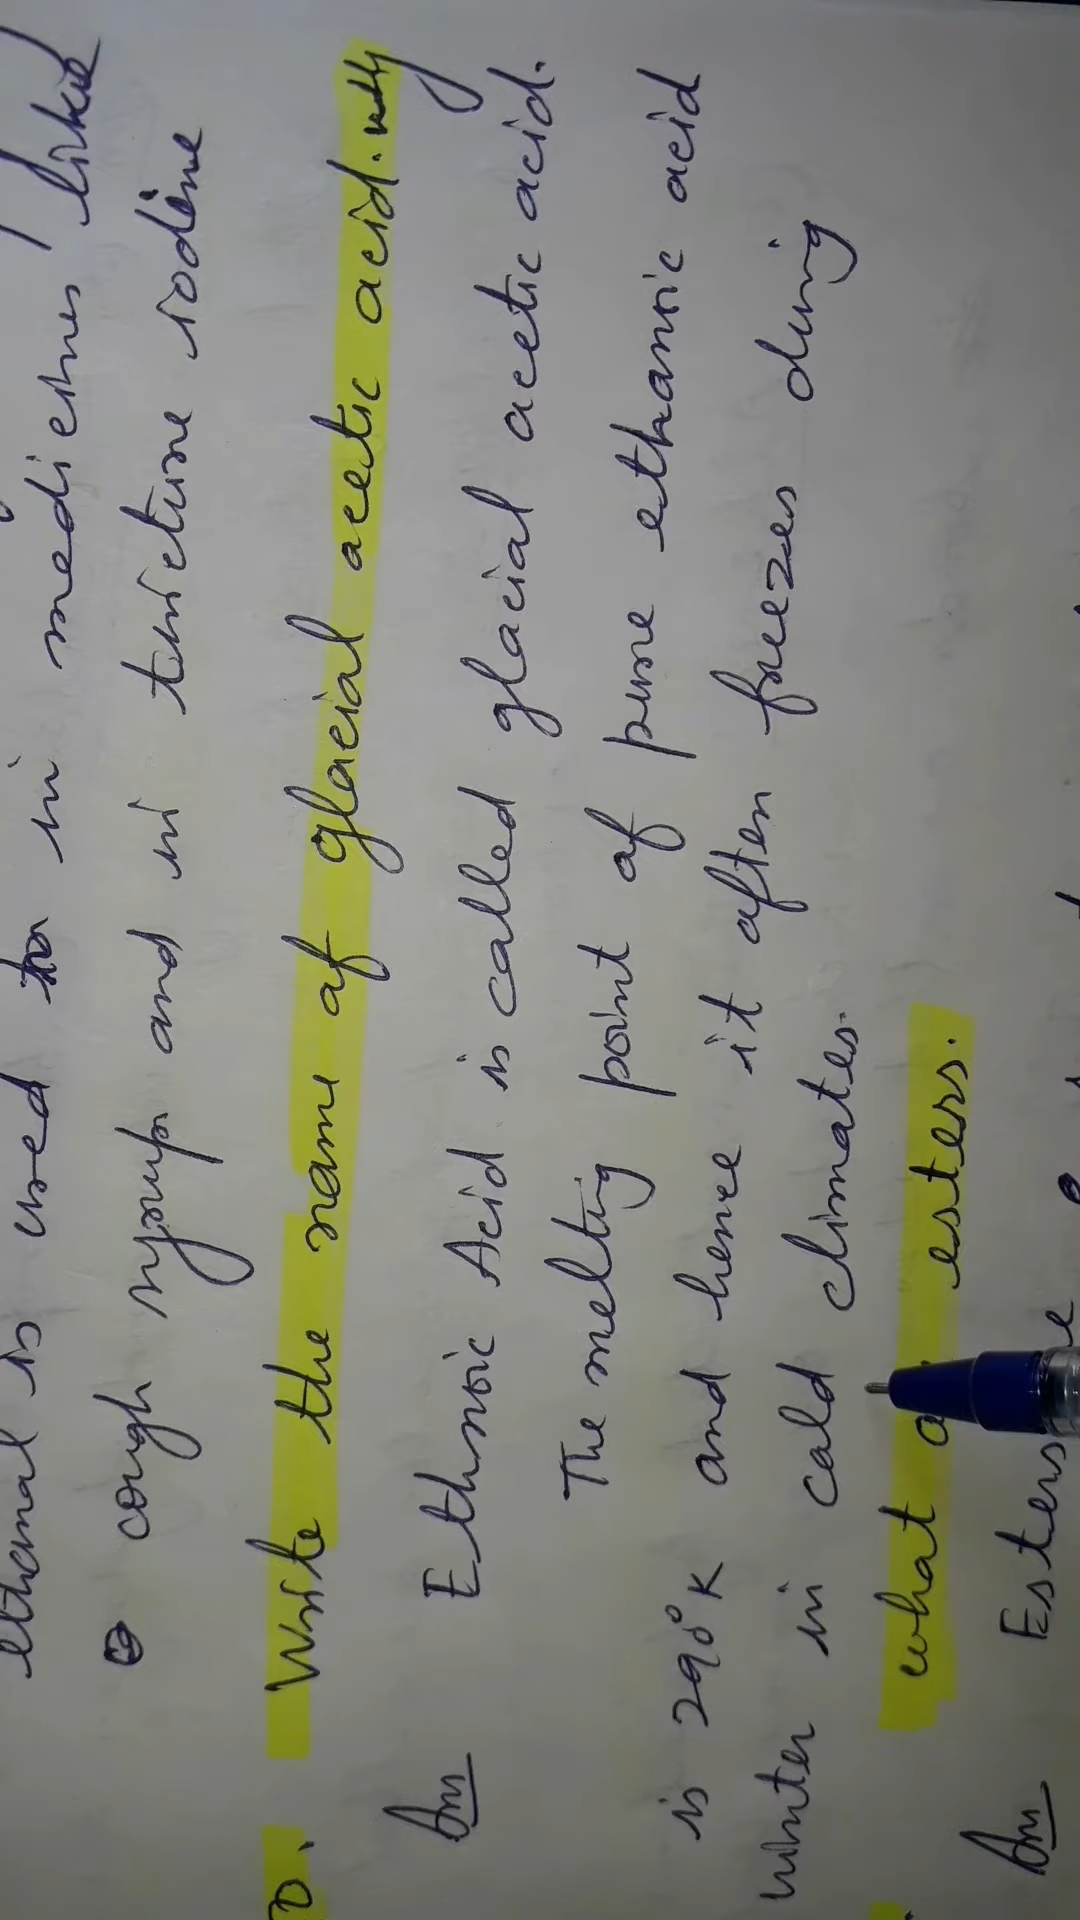 ethanol is used to in medicines like
cough syrup and in tincture iodine
Write the name of glacial acetic acid. why
Ans Ethnoic Acid is called glacial acetic acid.
The melting point of pure ethanoic acid
is 290°K and hence it often freezes during
winter in cold climates.
what esters.
Ans Esters